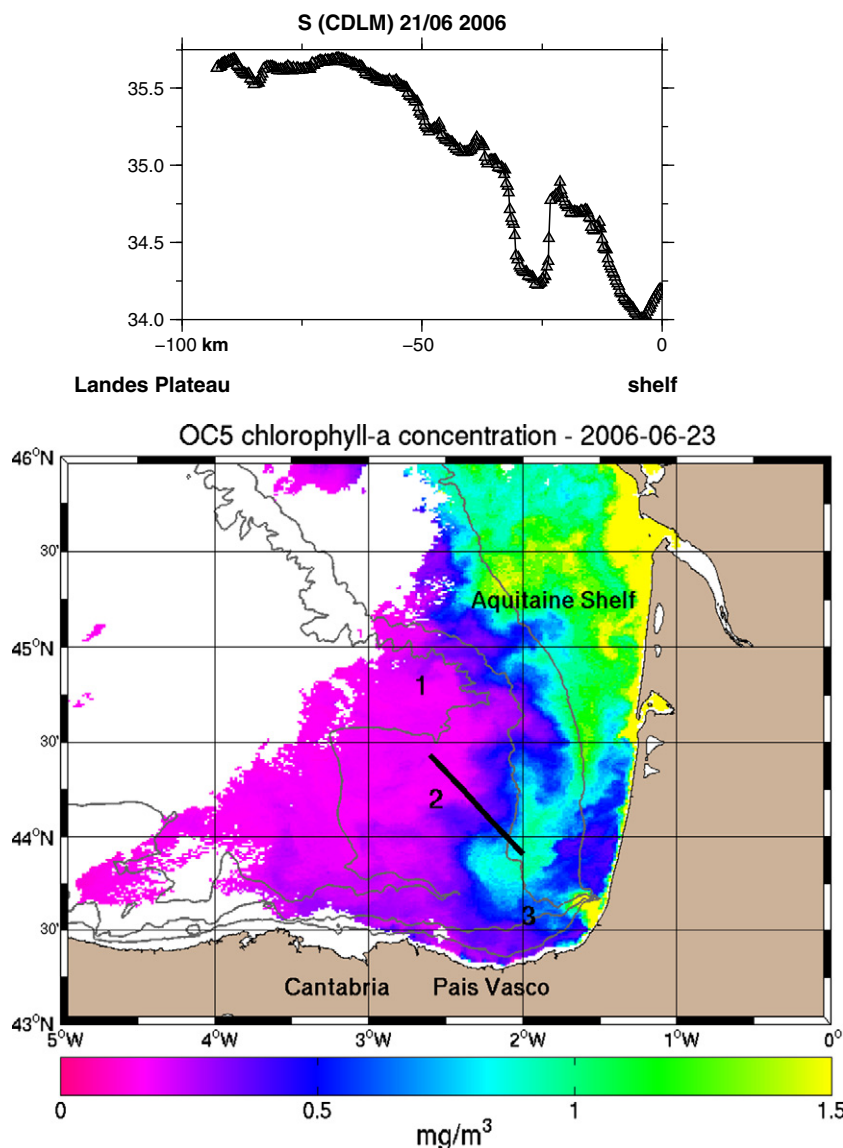 S (CDLM) 21/06 2006
35.5
35.0
34.5
34.0
−100 km −50 0
Landes Plateau shelf
OC5 chlorophyll-a concentration - 2006-06-23
46°N
30'
Aquitaine Shelf
45°N
1
30'
2
44°N
3
30'
Cantabria Pais Vasco
43°N
5°W 4°W 3°W 2°W 1°W 0°
0 0.5 1 1.5
mg/m³